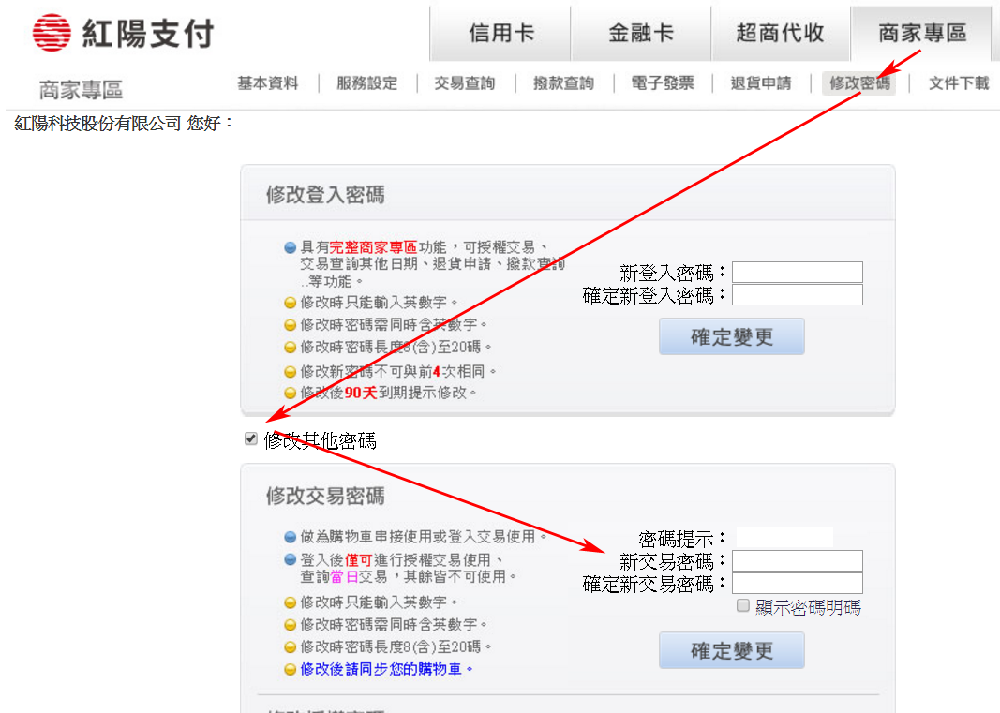 紅陽支付
信用卡 金融卡 超商代收 商家專區
商家專區 基本資料 | 服務設定 | 交易查詢 | 撥款查詢 | 電子發票 | 退貨申請 | 修改密碼 | 文件下載
紅陽科技股份有限公司 您好：
修改登入密碼
具有完整商家專區功能，可授權交易、
交易查詢其他日期、退貨申請、撥款查詢
..等功能。
修改時只能輸入英數字。
修改時密碼需同時含英數字。
修改時密碼長度6(含)至20碼。
修改新密碼不可與前4次相同。
修改後90天到期提示修改。
新登入密碼：
確定新登入密碼：
確定變更
修改其他密碼
修改交易密碼
做為購物車串接使用或登入交易使用。
登入後僅可進行授權交易使用、
查詢當日交易，其餘皆不可使用。
修改時只能輸入英數字。
修改時密碼需同時含英數字。
修改時密碼長度8(含)至20碼。
修改後請同步您的購物車。
密碼提示：
新交易密碼：
確定新交易密碼：
顯示密碼明碼
確定變更